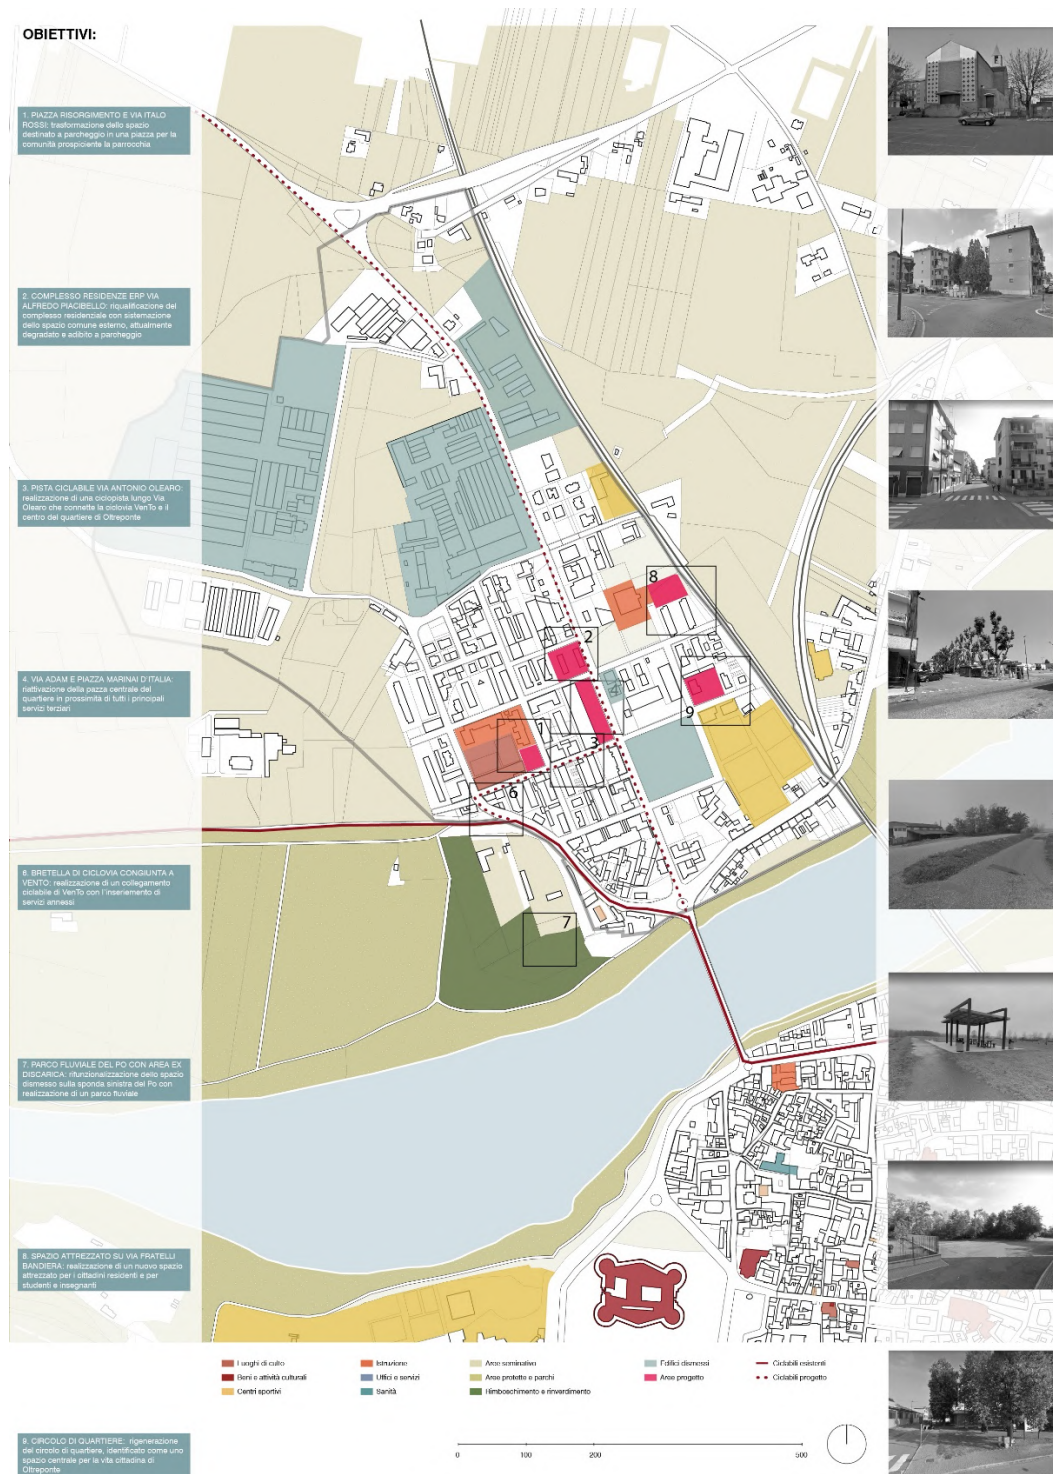 OBIETTIVI:
1. PIAZZA RISORGIMENTO E VIA ITALO
ROSSI: trasformazione dello spazio
destinato a parcheggio in una piazza per la
comunità prospiciente la parrocchia
2. COMPLESSO RESIDENZE ERP VIA
ALFREDO PIACIBELLO: riqualificazione del
complesso residenziale con sistemazione
dello spazio comune esterno, attualmente
degradato e adibito a parcheggio
3. PISTA CICLABILE VIA ANTONIO OLEARO:
realizzazione di una ciclopista lungo Via
Olearo che connette la ciclovia VenTo e il
centro del quartiere di Oltreponte
4. VIA ADAM E PIAZZA MARINAI D'ITALIA:
riattivazione della pazza centrale del
quartiere in prossimità di tutti i principali
servizi terziari
6. BRETELLA DI CICLOVIA CONGIUNTA A
VENTO: realizzazione di un collegamento
ciclabile di VenTo con l'inseriemento di
servizi annessi
7. PARCO FLUVIALE DEL PO CON AREA EX
DISCARICA: rifunzionalizzazione dello spazio
dismesso sulla sponda sinistra del Po con
realizzazione di un parco fluviale
8. SPAZIO ATTREZZATO SU VIA FRATELLI
BANDIERA: realizzazione di un nuovo spazio
attrezzato per i cittadini residenti e per
studenti e insegnanti
9. CIRCOLO DI QUARTIERE: rigenerazione
del circolo di quartiere, identificato come uno
spazio centrale per la vita cittadina di
Oltreponte
8
2
9
1
3
6
7
Luoghi di culto
Beni e attività culturali
Centri sportivi
Istruzione
Uffici e servizi
Sanità
Aree seminativo
Aree protette e parchi
Rimboschimento e rinverdimento
Edifici dismessi
Aree progetto
Ciclabili esistenti
Ciclabili progetto
0 100 200 500